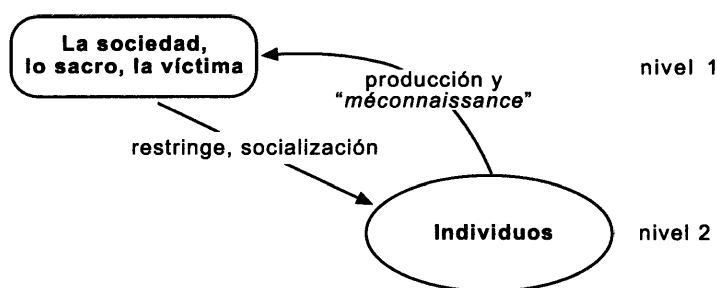 La sociedad,
lo sacro, la víctima
nivel 1
producción y
“méconnaissance”
restringe, socialización
Individuos
nivel 2